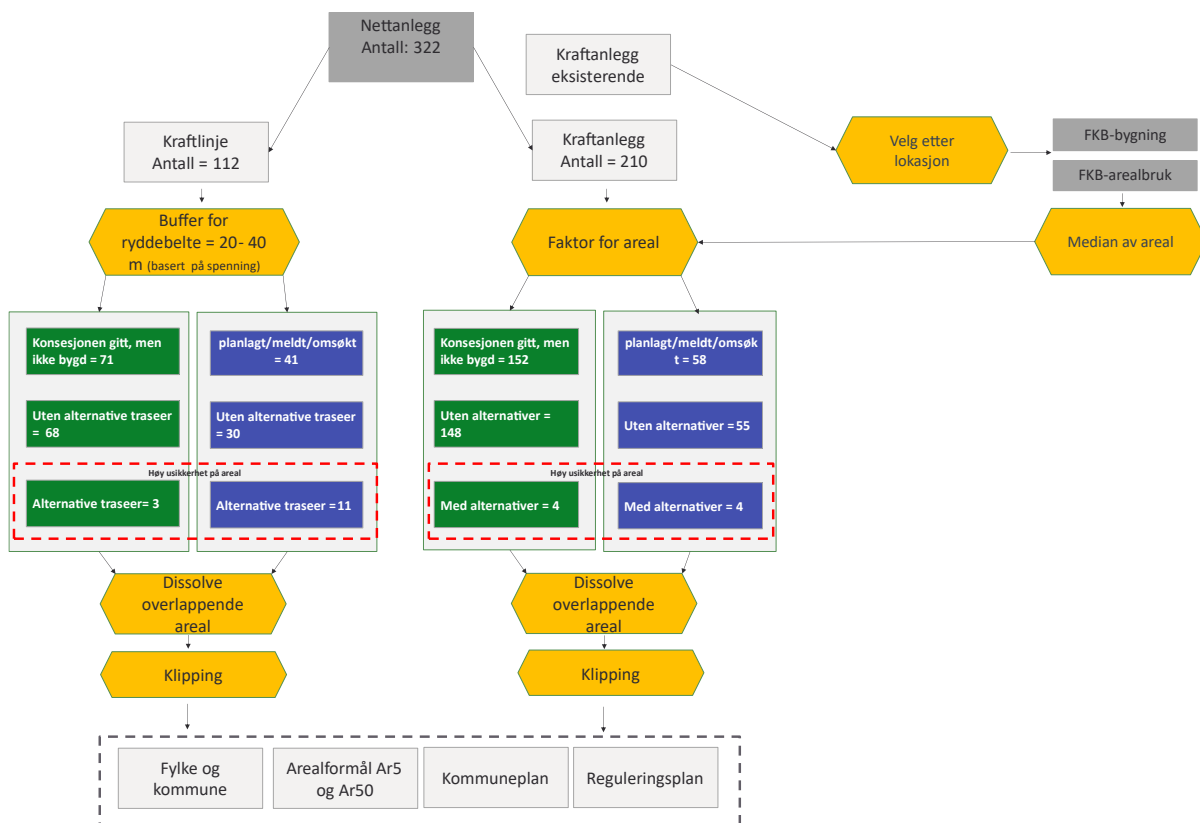 Nettanlegg
Antall: 322
Kraftanlegg
eksisterende
Kraftlinje
Antall = 112
Kraftanlegg
Antall = 210
Velg etter
lokasjon
FKB-bygning
FKB-arealbruk
Buffer for
ryddebelte = 20- 40
m (basert på spenning)
Faktor for areal
Median av areal
Konsesjonen gitt, men
ikke bygd = 71
planlagt/meldt/omsøkt
= 41
Konsesjonen gitt, men
ikke bygd = 152
planlagt/meldt/omsøk
t = 58
Uten alternative traseer
= 68
Uten alternative traseer
= 30
Uten alternativer =
148
Uten alternativer =55
Høy usikkerhet på areal
Høy usikkerhet på areal
Alternative traseer= 3
Alternative traseer =11
Med alternativer = 4
Med alternativer = 4
Dissolve
overlappende
areal
Dissolve
overlappende
areal
Klipping
Klipping
Fylke og
kommune
Arealformål Ar5
og Ar50
Kommuneplan
Reguleringsplan